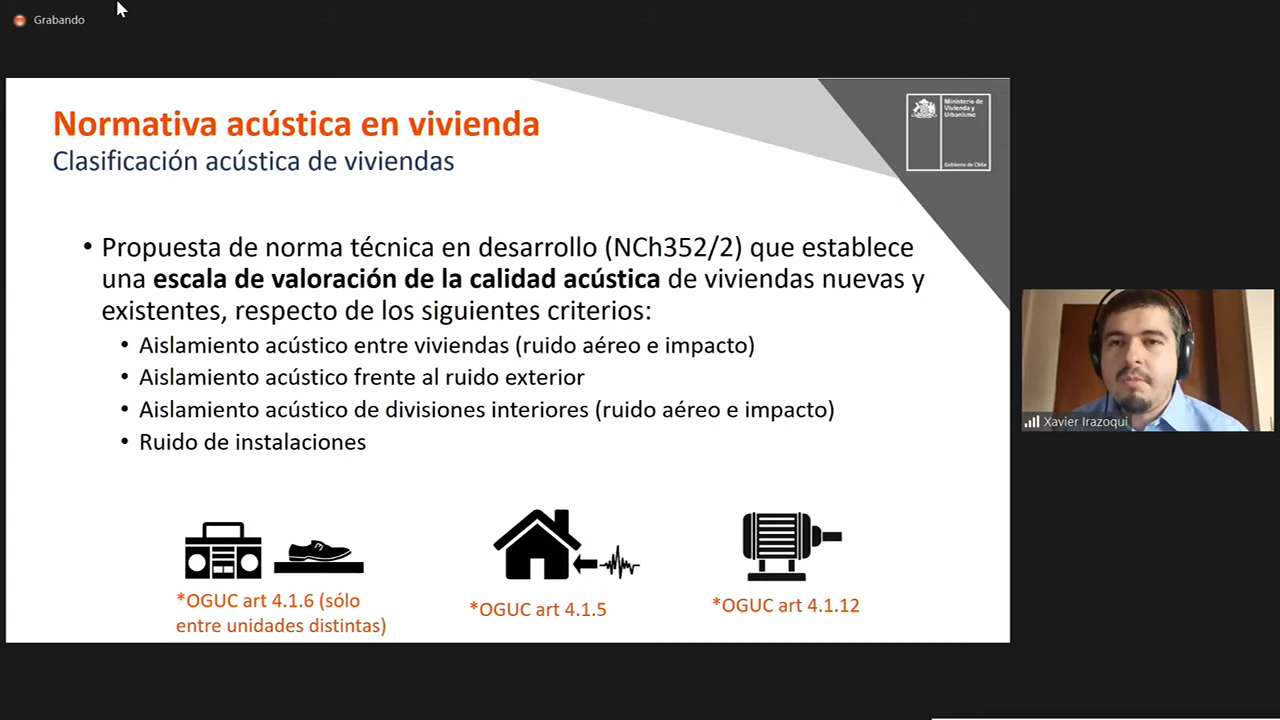 Grabando
Normativa acústica en vivienda
Clasificación acústica de viviendas
Ministerio de
Vivienda y
Urbanismo
Gobierno de Chile
• Propuesta de norma técnica en desarrollo (NCh352/2) que establece
una escala de valoración de la calidad acústica de viviendas nuevas y
existentes, respecto de los siguientes criterios:
• Aislamiento acústico entre viviendas (ruido aéreo e impacto)
• Aislamiento acústico frente al ruido exterior
• Aislamiento acústico de divisiones interiores (ruido aéreo e impacto)
• Ruido de instalaciones
*OGUC art 4.1.6 (sólo
entre unidades distintas)
*OGUC art 4.1.5
*OGUC art 4.1.12
Xavier Irazoqui